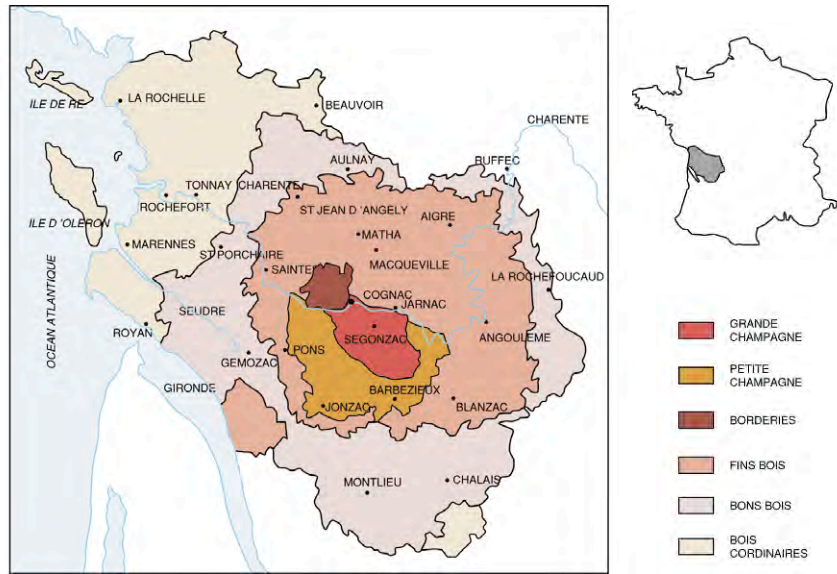 LA ROCHELLE
ILE DE RE
BEAUVOIR
CHARENTE
AULNAY
RUFFEC
TONNAY CHARENTE
ROCHEFORT
ST JEAN D 'ANGELY
AIGRE
ILE D 'OLERON
MATHA
MARENNES
ST PORCHAIRE
MACQUEVILLE
SAINTE
LA ROCHEFOUCAUD
COGNAC
JARNAC
SEUDRE
OCEAN ATLANTIQUE
ROYAN
SEGONZAC
ANGOULEME
GEMOZAC
PONS
GIRONDE
BARBEZIEUX
JONZAC
BLANZAC
MONTLIEU
CHALAIS
GRANDE
CHAMPAGNE
PETITE
CHAMPAGNE
BORDERIES
FINS BOIS
BONS BOIS
BOIS
CORDINAIRES